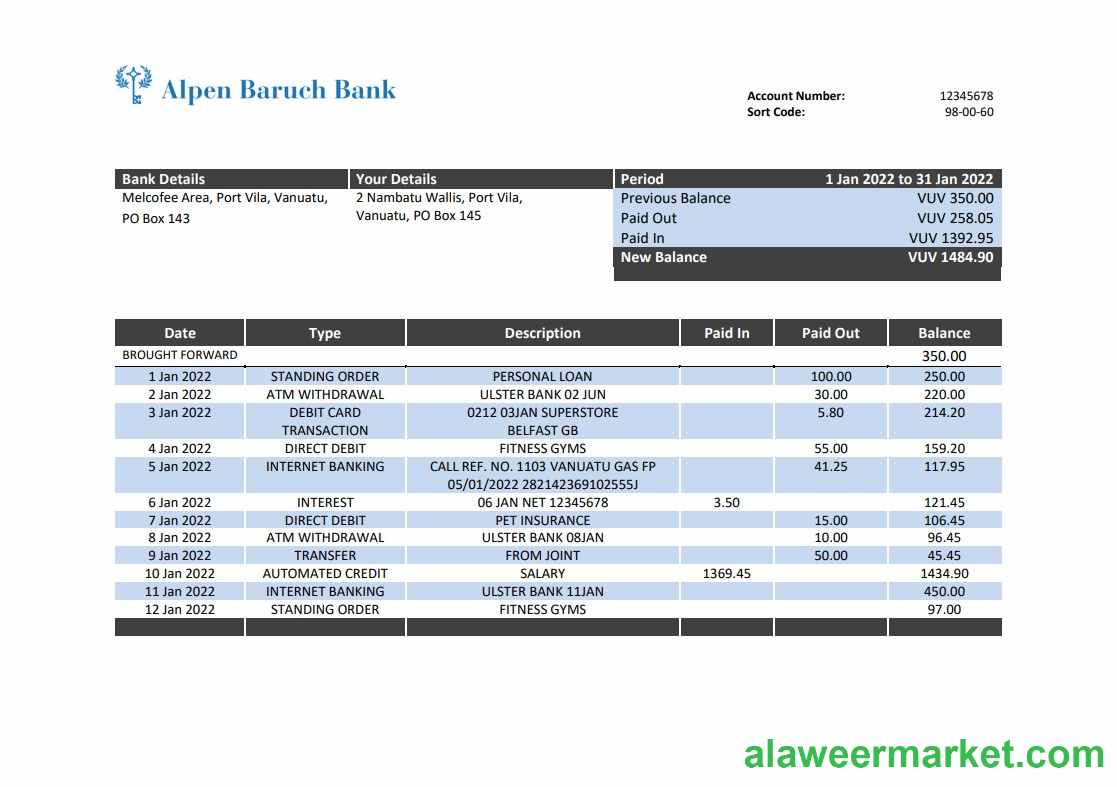 Alpen Baruch Bank
Account Number: 12345678
Sort Code: 98-00-60
Bank Details Your Details Period 1 Jan 2022 to 31 Jan 2022
Melcofee Area, Port Vila, Vanuatu, 2 Nambatu Wallis, Port Vila, Previous Balance VUV 350.00
PO Box 143 Vanuatu, PO Box 145 Paid Out VUV 258.05
Paid In VUV 1392.95
New Balance VUV 1484.90
Date Type Description Paid In Paid Out Balance
BROUGHT FORWARD 350.00
1 Jan 2022 STANDING ORDER PERSONAL LOAN 100.00 250.00
2 Jan 2022 ATM WITHDRAWAL ULSTER BANK 02 JUN 30.00 220.00
3 Jan 2022 DEBIT CARD 0212 03JAN SUPERSTORE 5.80 214.20
TRANSACTION BELFAST GB
4 Jan 2022 DIRECT DEBIT FITNESS GYMS 55.00 159.20
5 Jan 2022 INTERNET BANKING CALL REF. NO. 1103 VANUATU GAS FP 41.25 117.95
05/01/2022 282142369102555J
6 Jan 2022 INTEREST 06 JAN NET 12345678 3.50 121.45
7 Jan 2022 DIRECT DEBIT PET INSURANCE 15.00 106.45
8 Jan 2022 ATM WITHDRAWAL ULSTER BANK 08JAN 10.00 96.45
9 Jan 2022 TRANSFER FROM JOINT 50.00 45.45
10 Jan 2022 AUTOMATED CREDIT SALARY 1369.45 1434.90
11 Jan 2022 INTERNET BANKING ULSTER BANK 11JAN 450.00
12 Jan 2022 STANDING ORDER FITNESS GYMS 97.00
alaweermarket.com